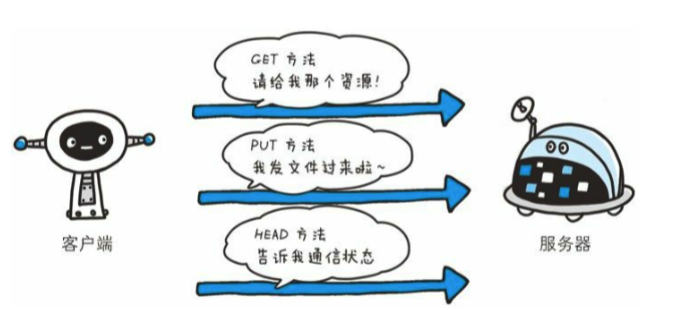 GET 方法
请给我那个资源!
PUT 方法
我发文件过来啦~
HEAD 方法
告诉我通信状态
客户端
服务器